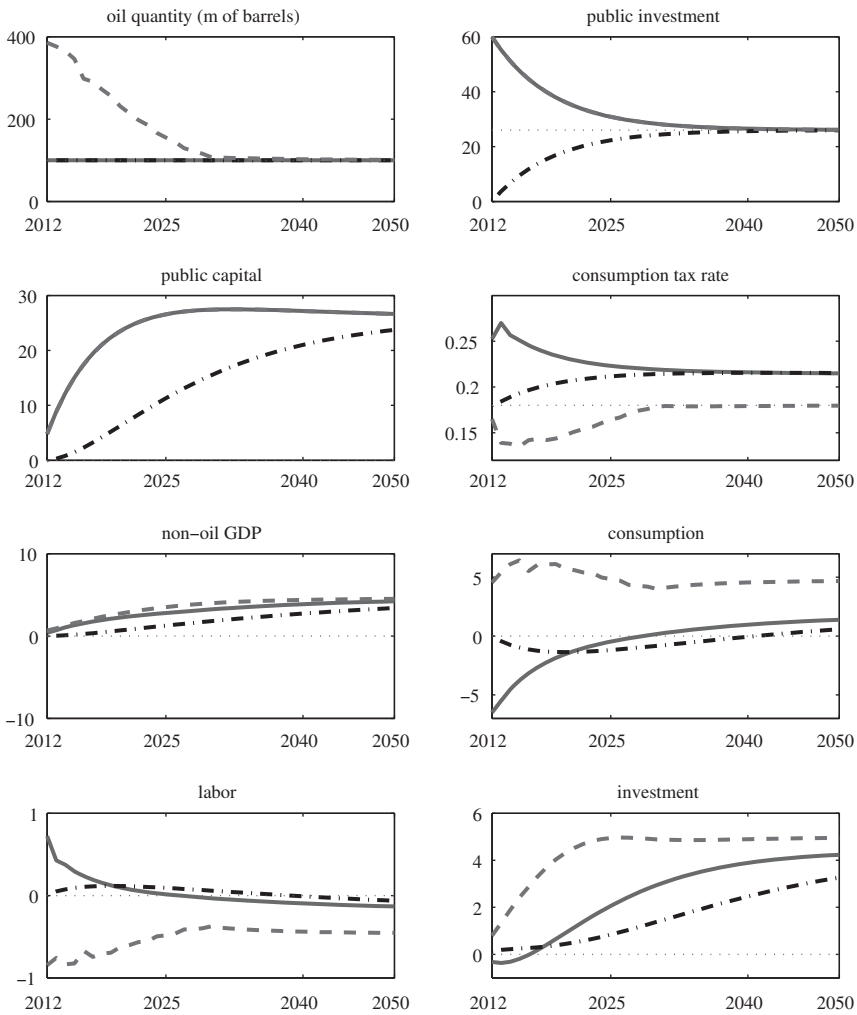 oil quantity (m of barrels)
400
200
0
2012 2025 2040 2050
public investment
60
40
20
0
2012 2025 2040 2050
public capital
30
20
10
0
2012 2025 2040 2050
consumption tax rate
0.25
0.2
0.15
2012 2025 2040 2050
non−oil GDP
10
0
−10
2012 2025 2040 2050
consumption
5
0
−5
2012 2025 2040 2050
labor
1
0
−1
2012 2025 2040 2050
investment
6
4
2
0
2012 2025 2040 2050